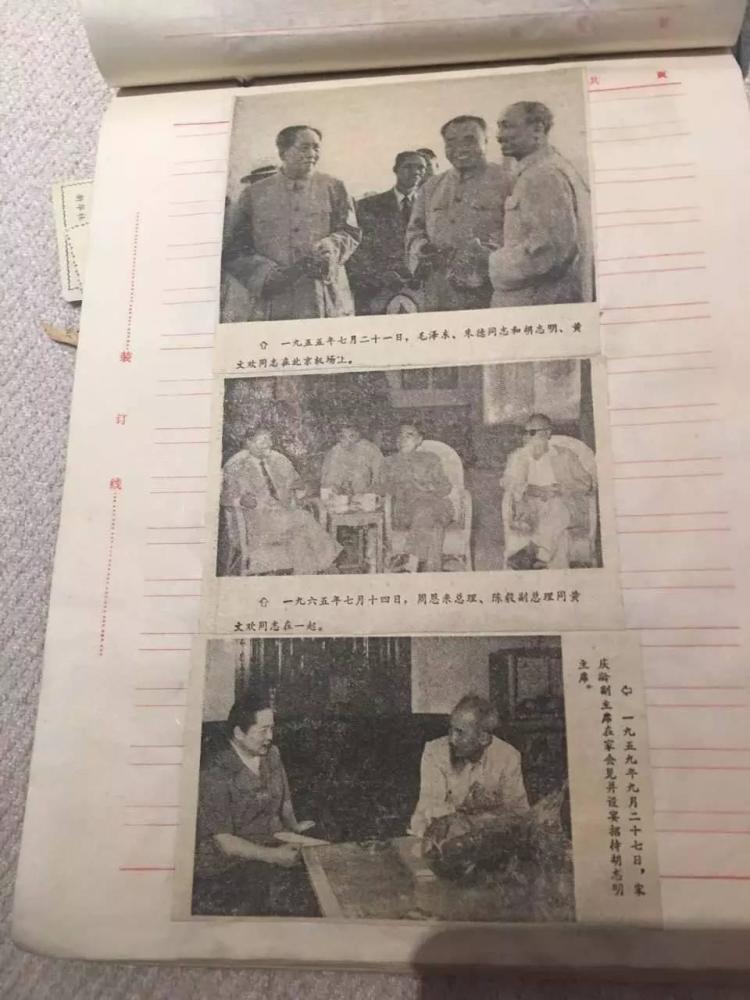 共 页
新华社
⇧ 一九五五年七月二十一日，毛泽东、朱德同志和胡志明、黄
文欢同志在北京机场上。
装
订
线
⇧ 一九六五年七月十四日，周恩来总理、陈毅副总理同黄
文欢同志在一起。
⇦ 一九五九年九月二十七日，宋
庆龄副主席在家会见并设宴招待胡志明
主席。